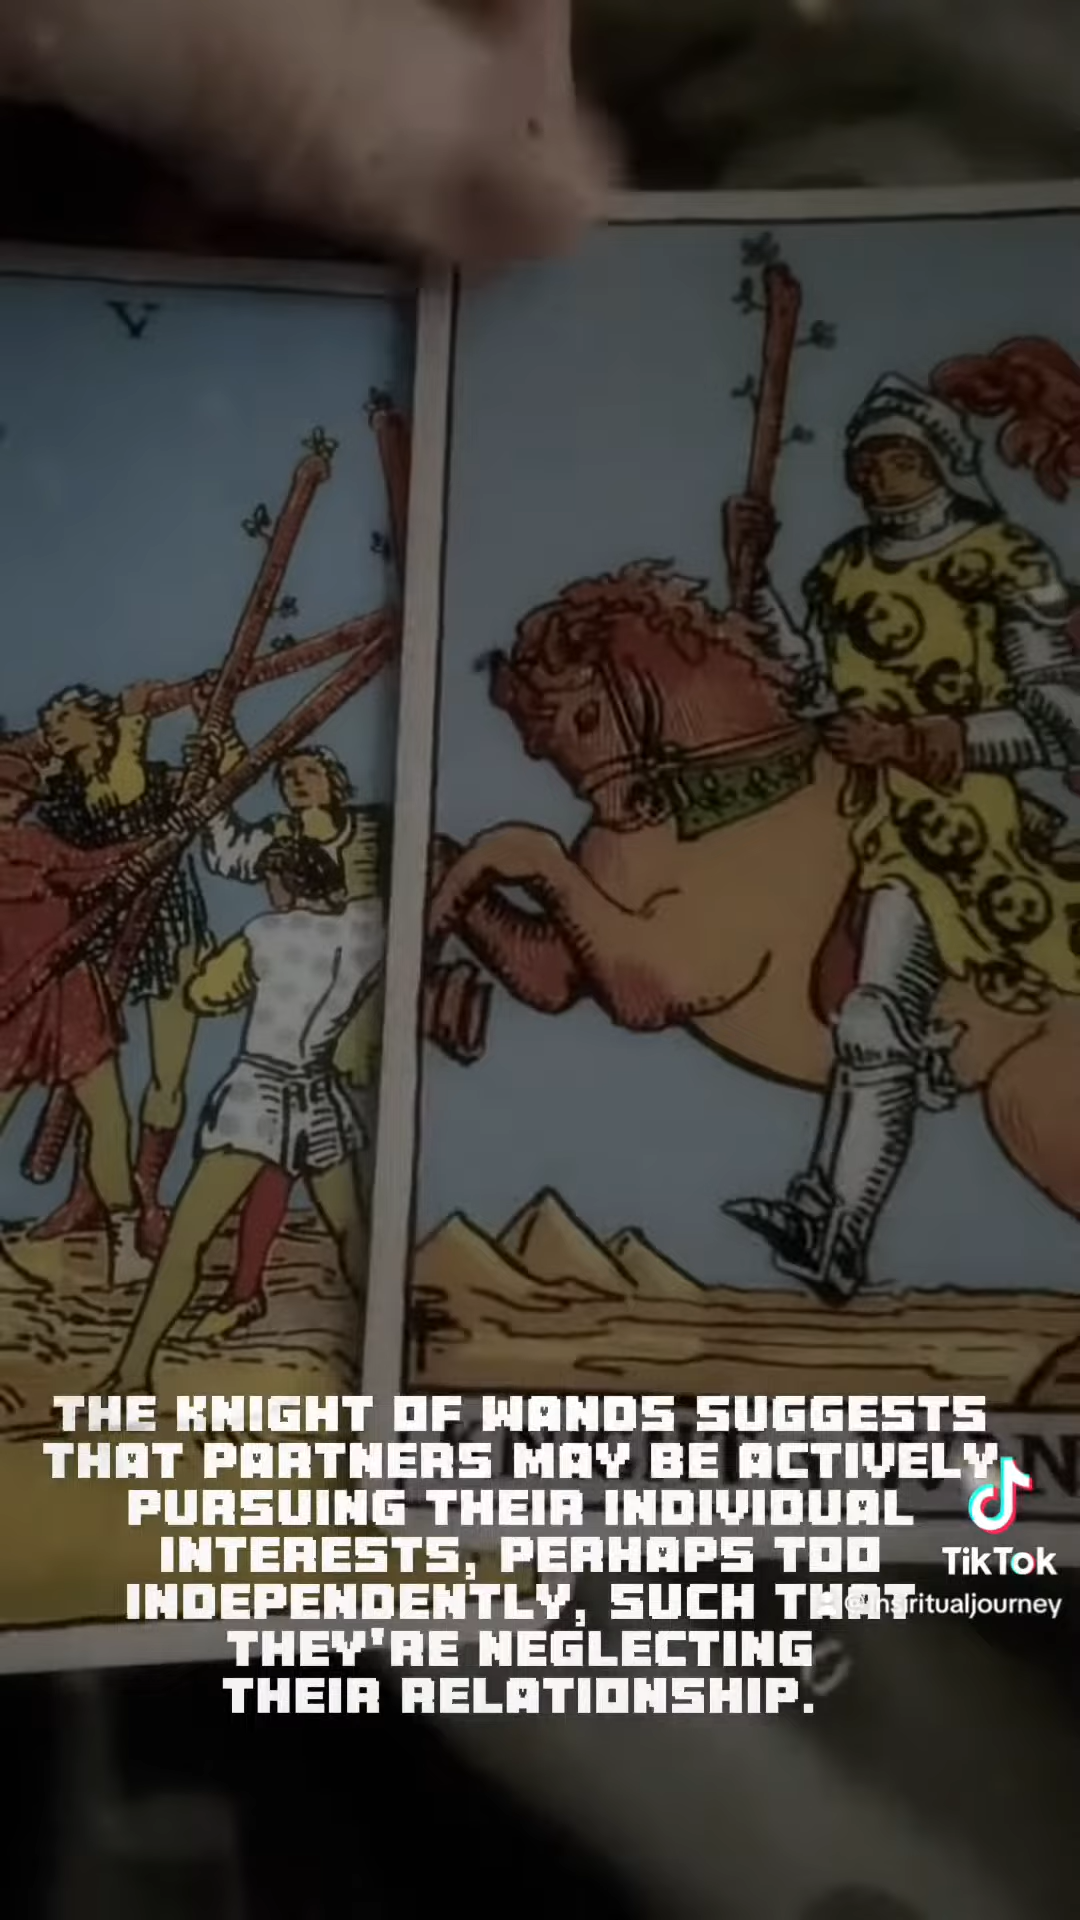 V
THE KNIGHT OF WANDS SUGGESTS
THAT PARTNERS MAY BE ACTIVELY
PURSUING THEIR INDIVIDUAL
INTERESTS, PERHAPS TOO
INDEPENDENTLY, SUCH THAT
THEY'RE NEGLECTING
THEIR RELATIONSHIP.
TikTok